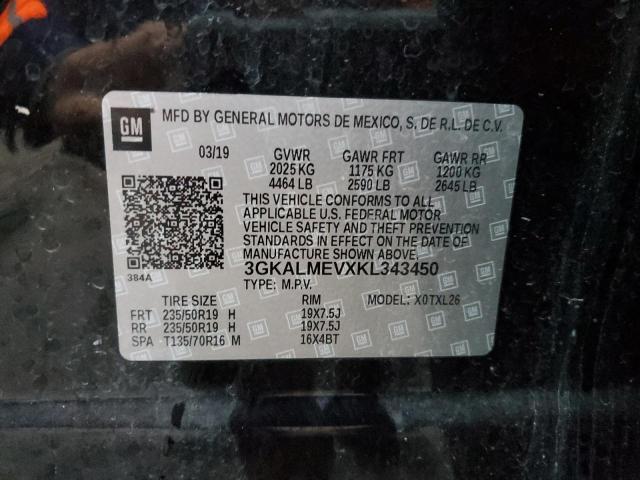 GM MFD BY GENERAL MOTORS DE MEXICO, S. DE R.L. DE C.V.
03/19 GVWR GAWR FRT GAWR RR
2025 KG 1175 KG 1200 KG
4464 LB 2590 LB 2645 LB
THIS VEHICLE CONFORMS TO ALL
APPLICABLE U.S. FEDERAL MOTOR
VEHICLE SAFETY AND THEFT PREVENTION
STANDARDS IN EFFECT ON THE DATE OF
MANUFACTURE SHOWN ABOVE.
3GKALMEVXKL343450
384A TYPE: M.P.V.
TIRE SIZE RIM MODEL: X0TXL26
FRT 235/50R19 H 19X7.5J
RR 235/50R19 H 19X7.5J
SPA T135/70R16 M 16X4BT